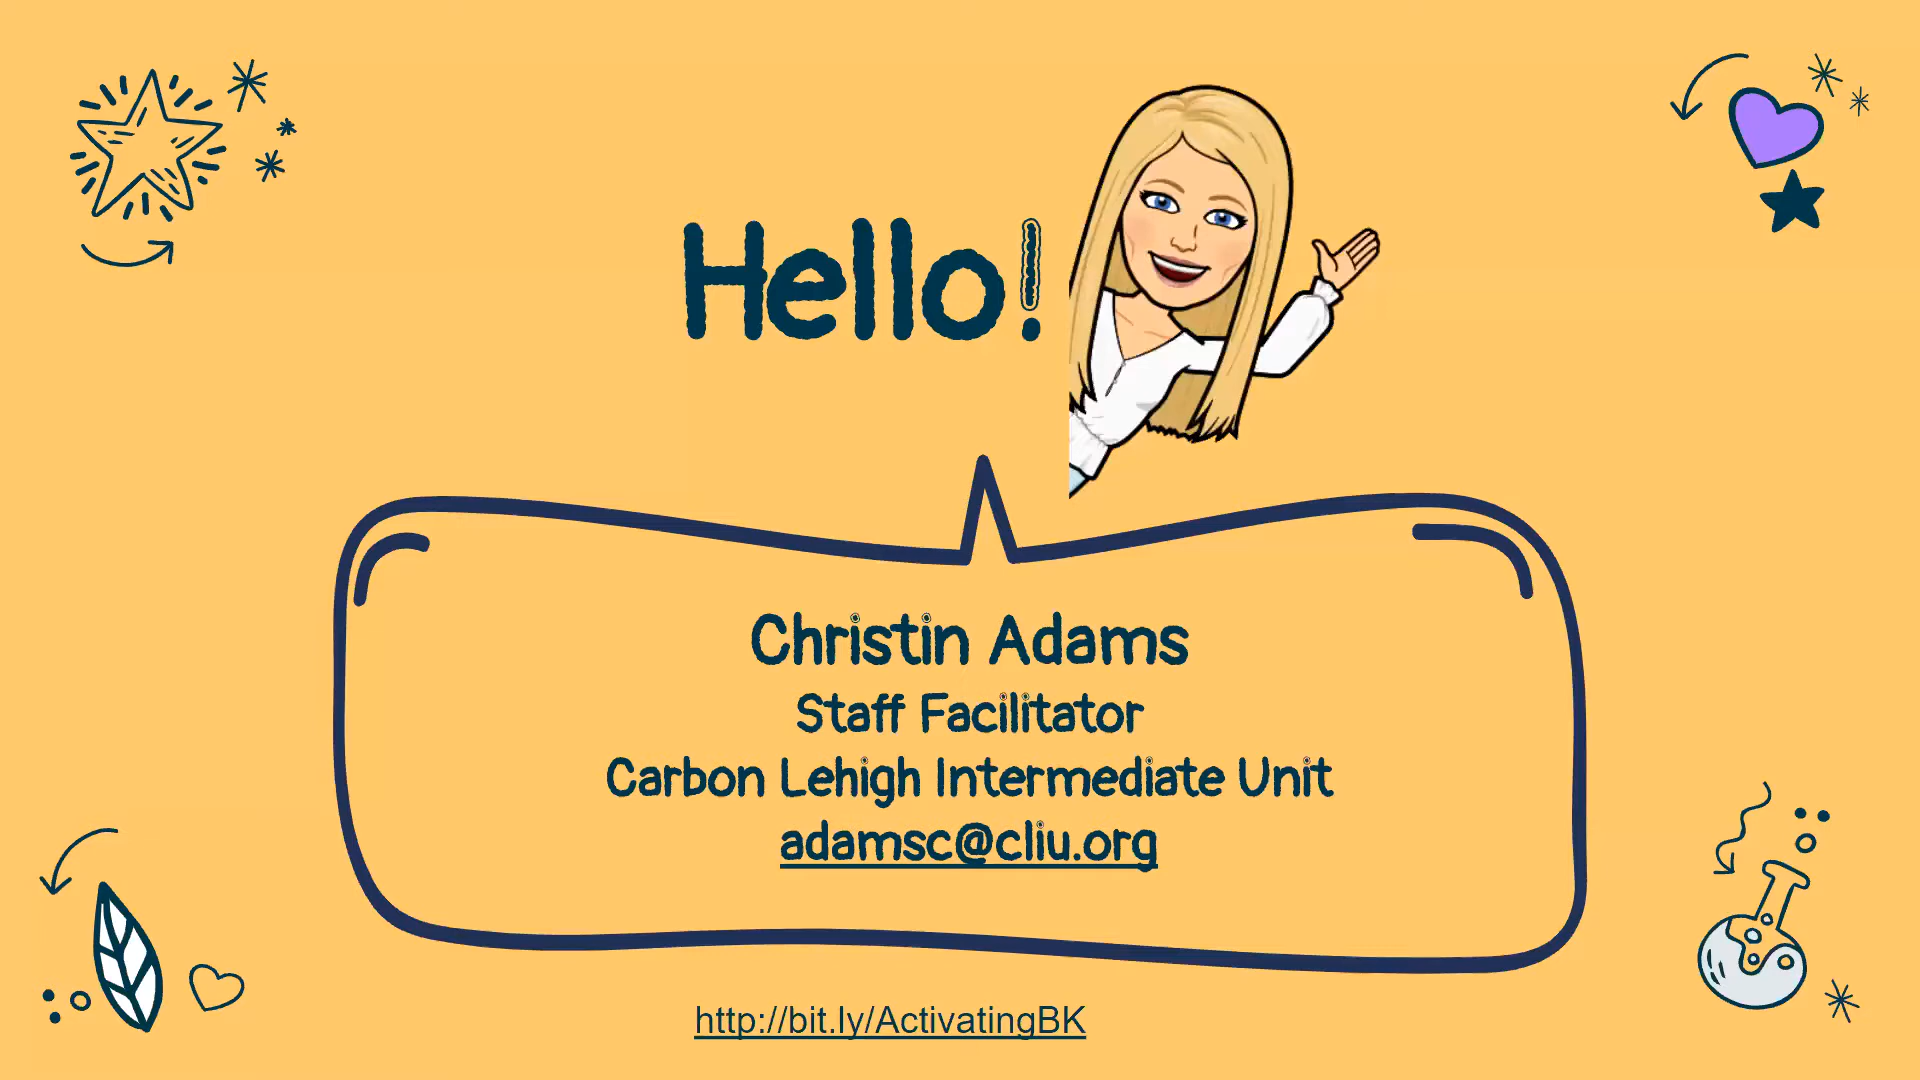 Hello!
Christin Adams
Staff Facilitator
Carbon Lehigh Intermediate Unit
adamsc@cliu.org
http://bit.ly/ActivatingBK